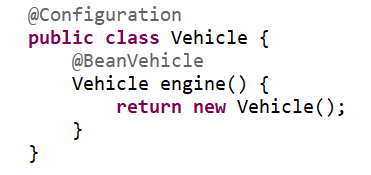 @Configuration
public class Vehicle {
@BeanVehicle
Vehicle engine() {
return new Vehicle();
}
}